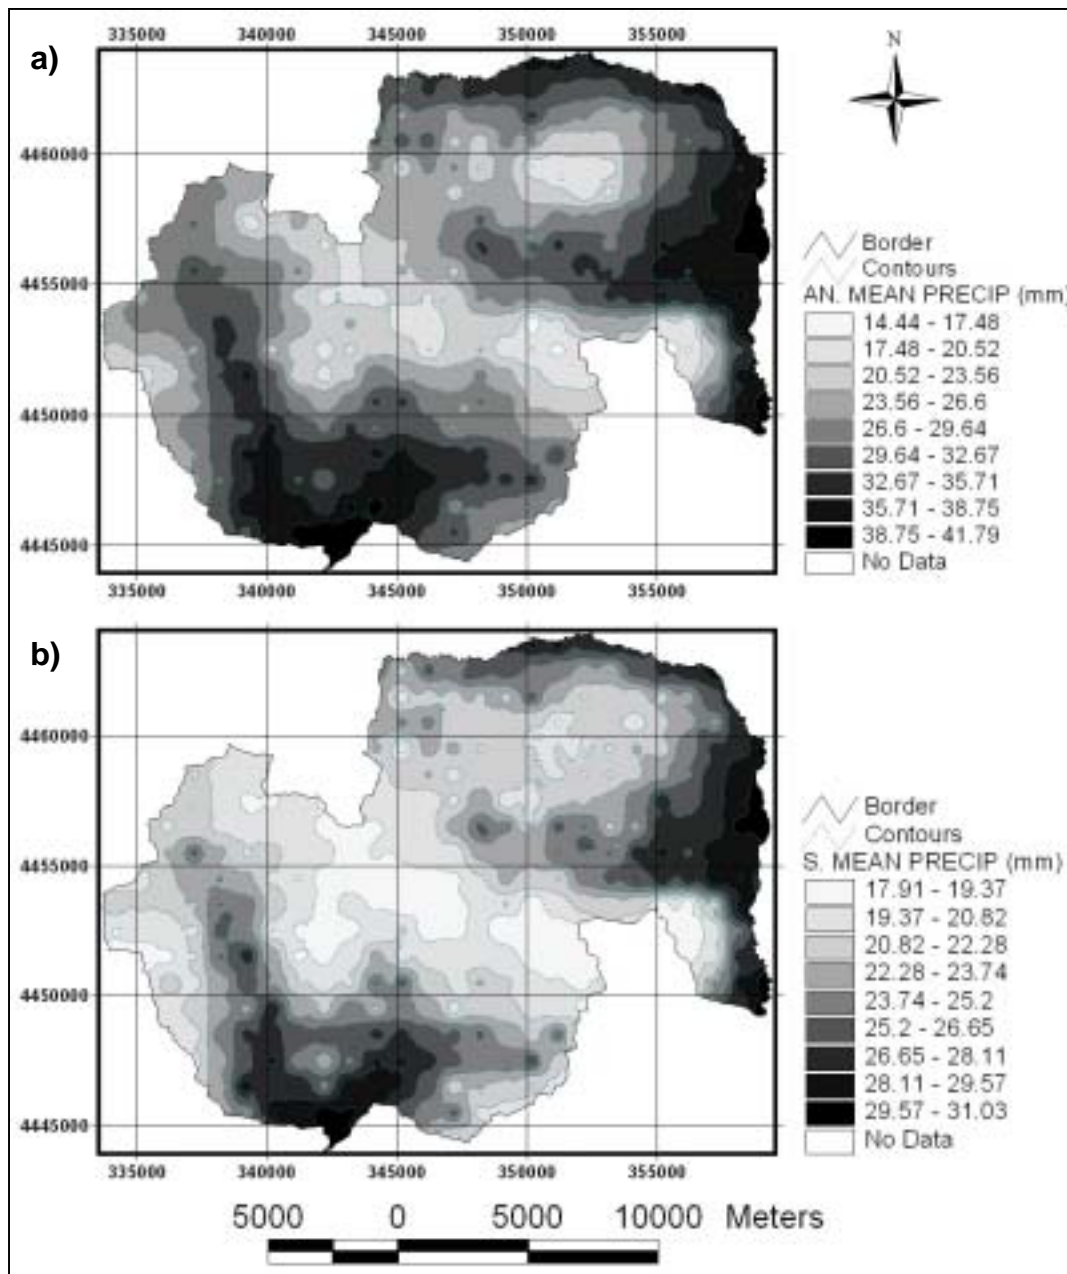 a)
335000 340000 345000 350000 355000
N
4460000
4455000
4450000
4445000
335000 340000 345000 350000 355000
Border
Contours
AN. MEAN PRECIP (mm)
14.44 - 17.48
17.48 - 20.52
20.52 - 23.56
23.56 - 26.6
26.6 - 29.64
29.64 - 32.67
32.67 - 35.71
35.71 - 38.75
38.75 - 41.79
No Data
b)
4460000
4455000
4450000
4445000
335000 340000 345000 350000 355000
Border
Contours
S. MEAN PRECIP (mm)
17.91 - 19.37
19.37 - 20.82
20.82 - 22.28
22.28 - 23.74
23.74 - 25.2
25.2 - 26.65
26.65 - 28.11
28.11 - 29.57
29.57 - 31.03
No Data
5000 0 5000 10000 Meters